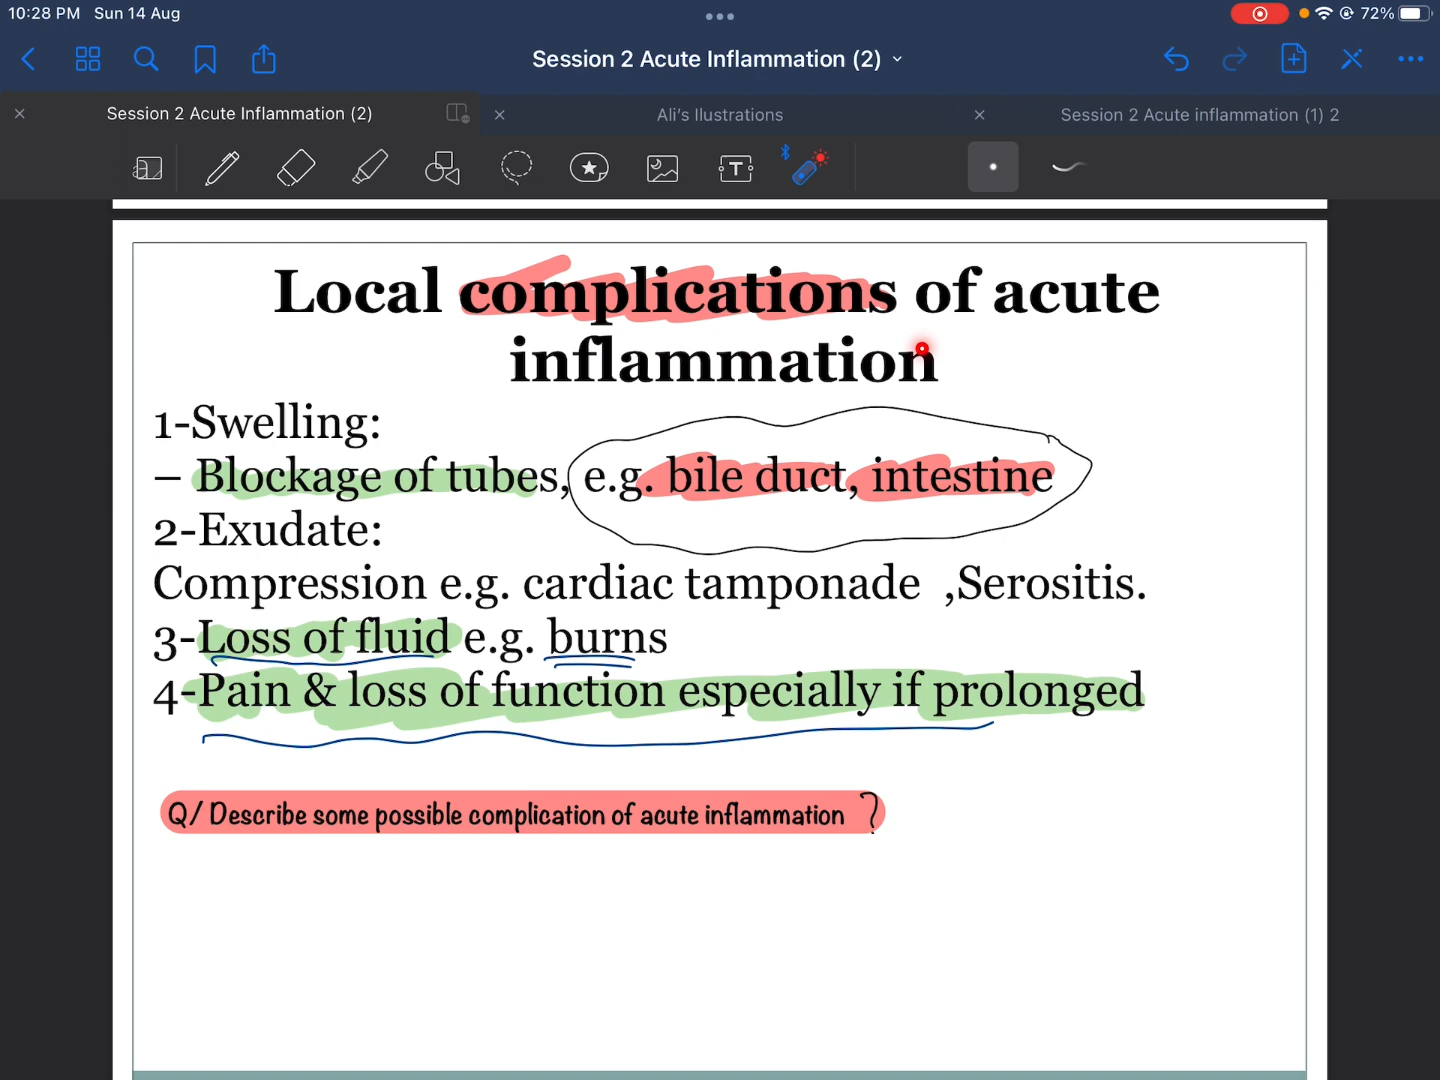 10:28 PM Sun 14 Aug
72%
Session 2 Acute Inflammation (2)
Session 2 Acute Inflammation (2)
Ali's Ilustrations
Session 2 Acute inflammation (1) 2
Local complications of acute
inflammation
1-Swelling:
– Blockage of tubes, e.g. bile duct, intestine
2-Exudate:
Compression e.g. cardiac tamponade ,Serositis.
3-Loss of fluid e.g. burns
4-Pain & loss of function especially if prolonged
Q/ Describe some possible complication of acute inflammation ?